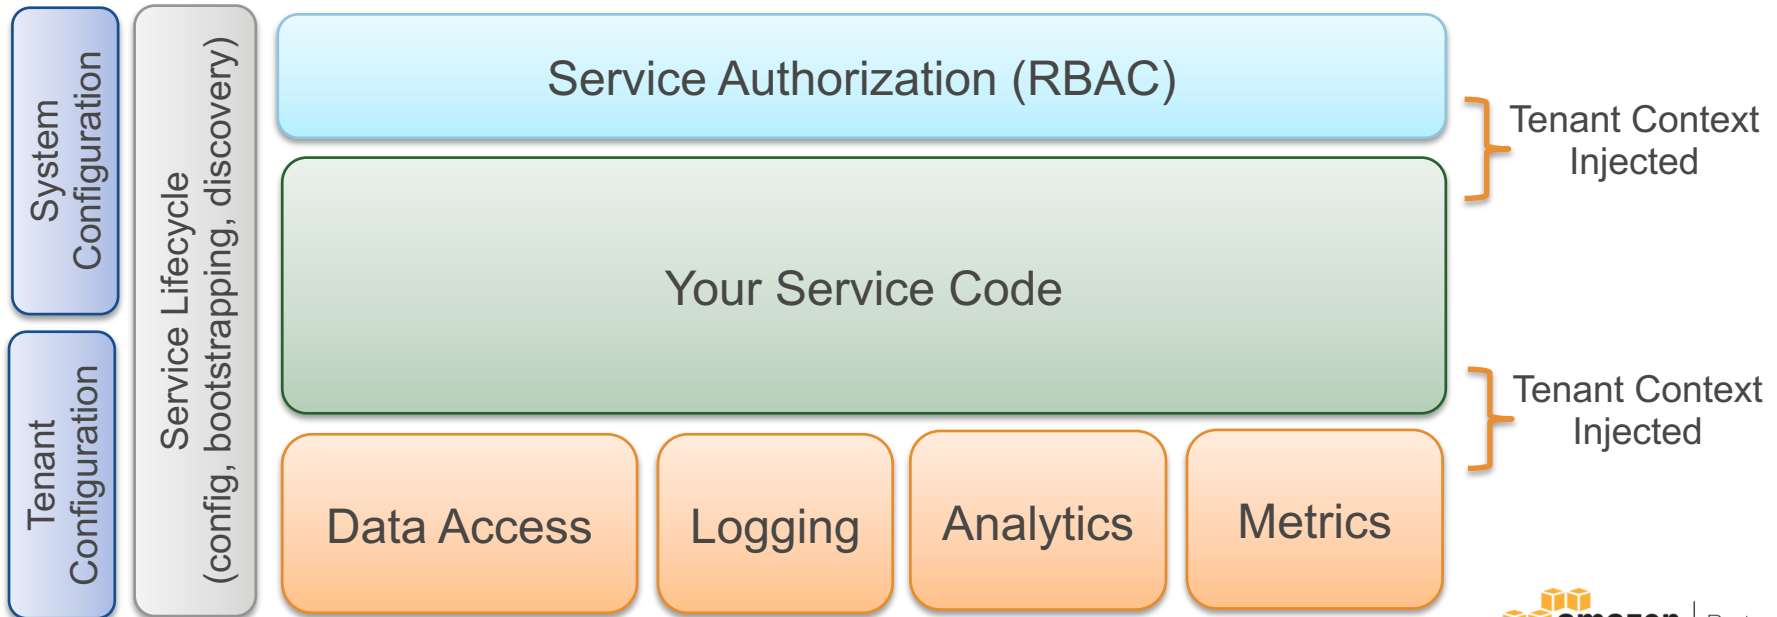 System
Configuration
Tenant
Configuration
Service Lifecycle
(config, bootstrapping, discovery)
Service Authorization (RBAC)
Your Service Code
Data Access
Logging
Analytics
Metrics
Tenant Context
Injected
Tenant Context
Injected